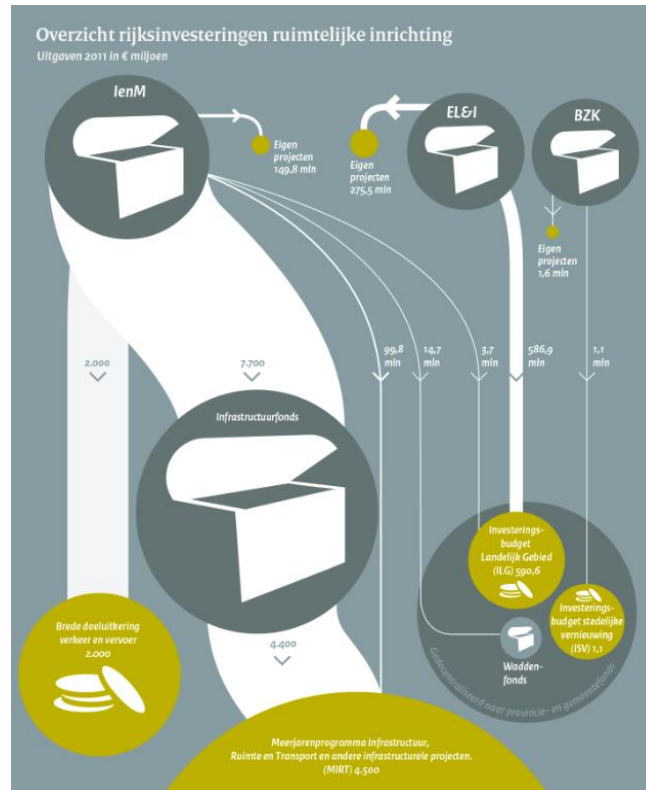 Overzicht rijksinvesteringen ruimtelijke inrichting
Uitgaven 2011 in € miljoen
IenM
EL&I
BZK
Eigen
projecten
149,8 mln
Eigen
projecten
275,5 mln
Eigen
projecten
1,6 mln
2.000
7.700
99,8
mln
14,7
mln
3,7
mln
586,9
mln
1,1
mln
Infrastructuurfonds
Investerings-
budget
Landelijk Gebied
(ILG) 590,6
Investerings-
budget stedelijke
vernieuwing
(ISV) 1,1
Wadden-
fonds
Gedecentraliseerd naar provincie- en gemeentefonds
Brede doeluitkering
verkeer en vervoer
2.000
4.400
Meerjarenprogramma Infrastructuur,
Ruimte en Transport en andere infrastructurele projecten.
(MIRT) 4.500